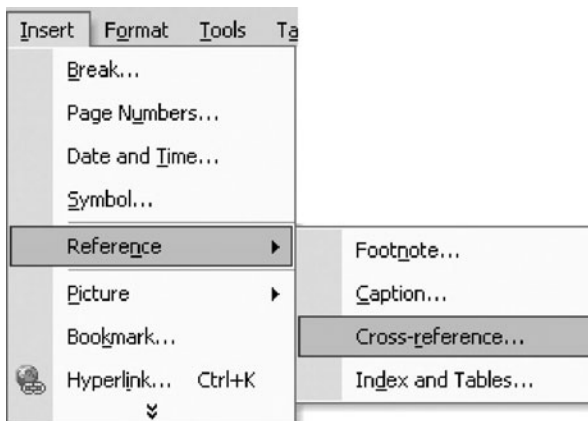 Insert Format Tools Ta
Break...
Page Numbers...
Date and Time...
Symbol...
Reference
Picture
Bookmark...
Hyperlink... Ctrl+K
Footnote...
Caption...
Cross-reference...
Index and Tables...